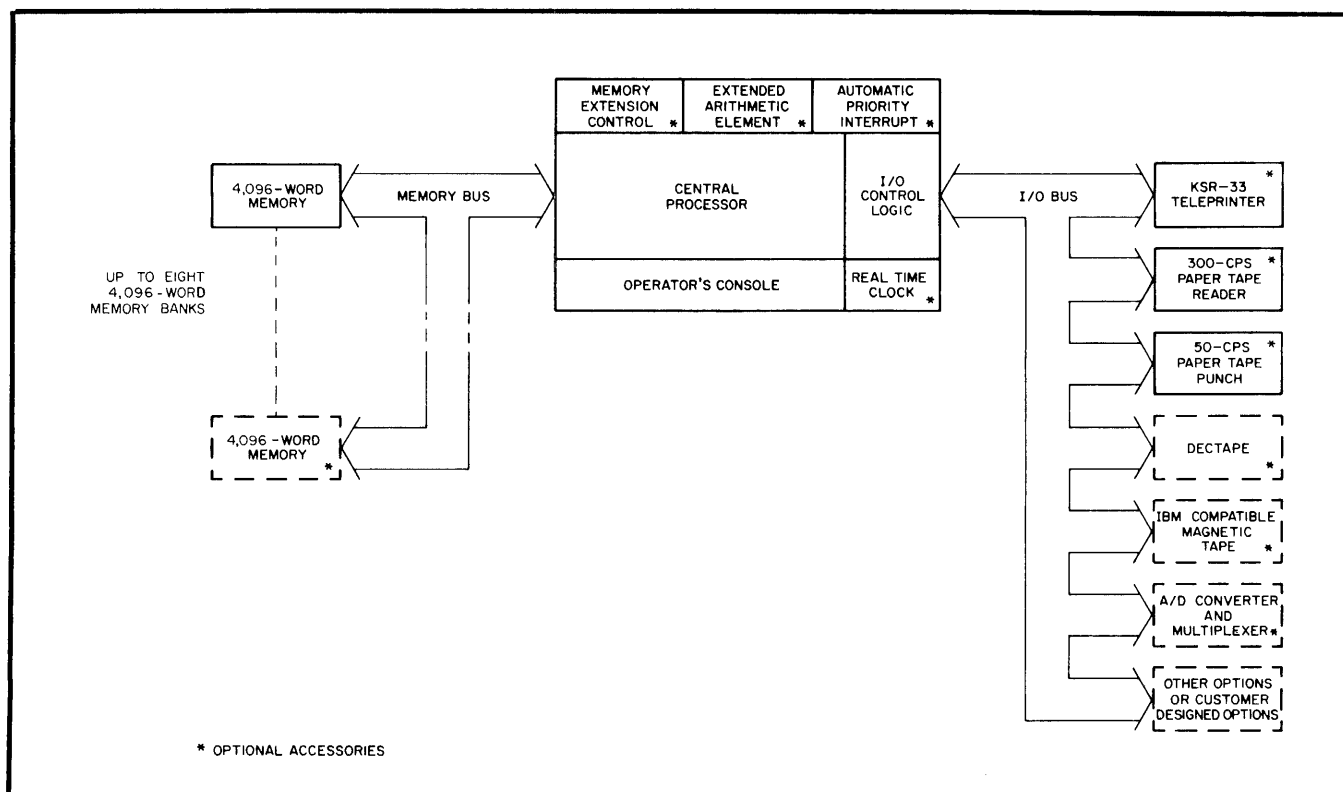 MEMORY
EXTENSION
CONTROL *
EXTENDED
ARITHMETIC
ELEMENT *
AUTOMATIC
PRIORITY
INTERRUPT *
4,096-WORD
MEMORY
MEMORY BUS
CENTRAL
PROCESSOR
I/O
CONTROL
LOGIC
I/O BUS
KSR-33 *
TELEPRINTER
UP TO EIGHT
4,096-WORD
MEMORY BANKS
OPERATOR'S CONSOLE
REAL TIME
CLOCK *
300-CPS *
PAPER TAPE
READER
50-CPS *
PAPER TAPE
PUNCH
4,096-WORD
MEMORY *
DECTAPE
*
IBM COMPATIBLE
MAGNETIC
TAPE *
A/D CONVERTER
AND
MULTIPLEXER*
OTHER OPTIONS
OR CUSTOMER
DESIGNED OPTIONS
* OPTIONAL ACCESSORIES